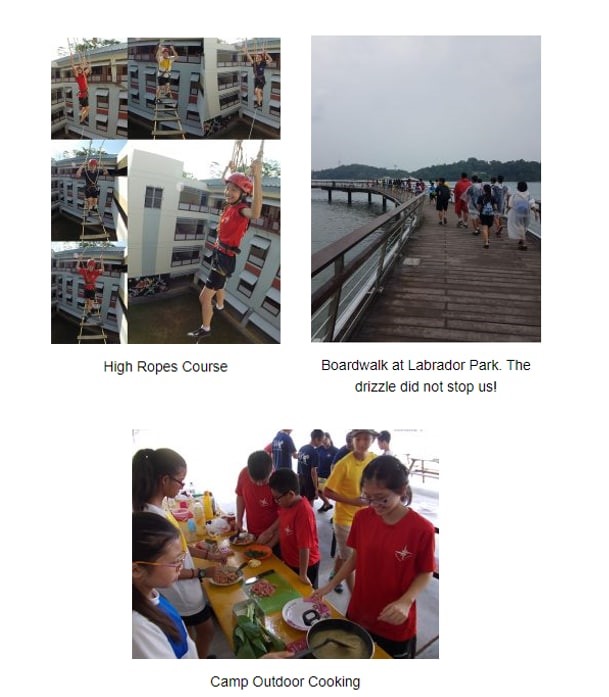 High Ropes Course
Boardwalk at Labrador Park. The
drizzle did not stop us!
Camp Outdoor Cooking